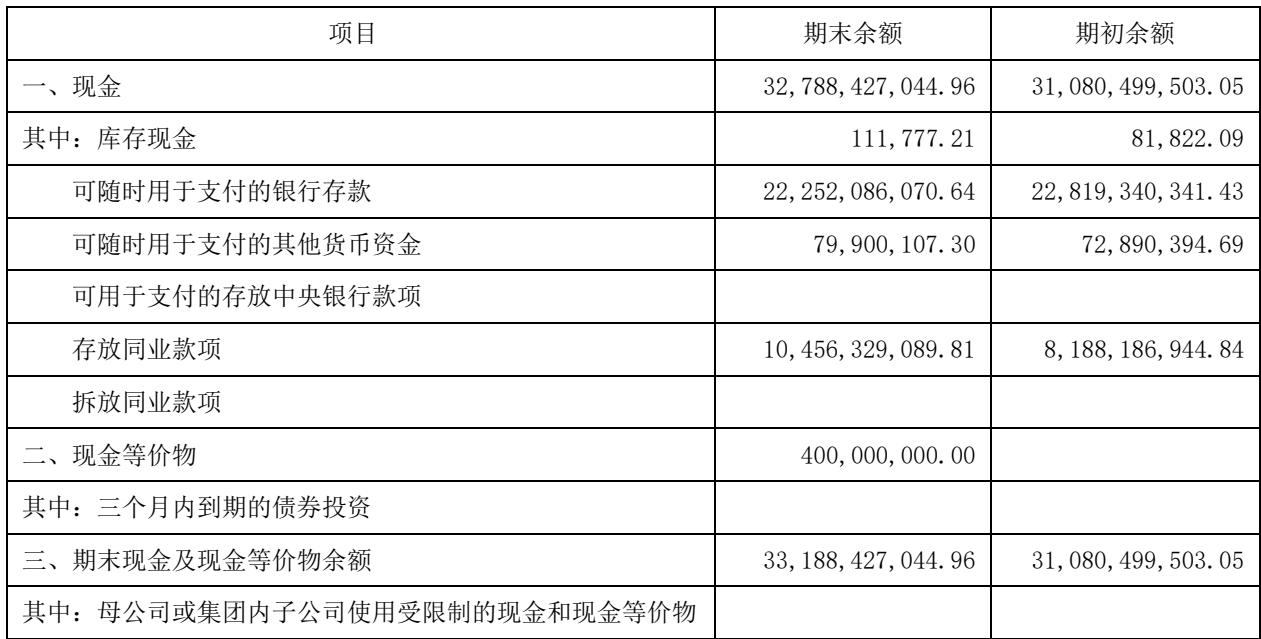 项目 期末余额 期初余额
一、现金 32,788,427,044.96 31,080,499,503.05
其中：库存现金 111,777.21 81,822.09
可随时用于支付的银行存款 22,252,086,070.64 22,819,340,341.43
可随时用于支付的其他货币资金 79,900,107.30 72,890,394.69
可用于支付的存放中央银行款项
存放同业款项 10,456,329,089.81 8,188,186,944.84
拆放同业款项
二、现金等价物 400,000,000.00
其中：三个月内到期的债券投资
三、期末现金及现金等价物余额 33,188,427,044.96 31,080,499,503.05
其中：母公司或集团内子公司使用受限制的现金和现金等价物